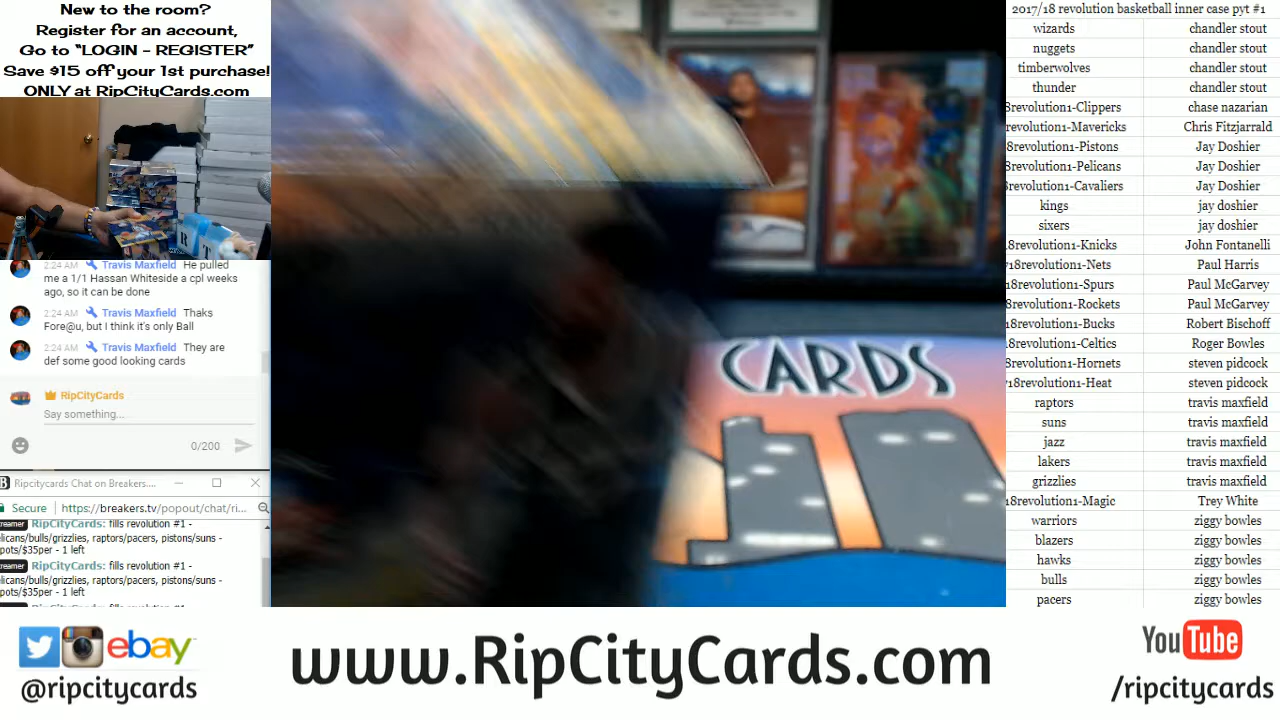 New to the room?
Register for an account,
Go to “LOGIN - REGISTER”
Save $15 off your 1st purchase!
ONLY at RipCityCards.com
2:24 AM Travis Maxfield He pulled
me a 1/1 Hassan Whiteside a cpl weeks
ago, so it can be done
2:24 AM Travis Maxfield Thaks
Fore@u, but I think it's only Ball
2:24 AM Travis Maxfield They are
def some good looking cards
RipCityCards
Say something...
0/200
Ripcitycards Chat on Breakers....
Secure https://breakers.tv/popout/chat/ri...
reamer RipCityCards: fills revolution #1 -
elicans/bulls/grizzlies, raptors/pacers, pistons/suns -
pots/$35per - 1 left
reamer RipCityCards: fills revolution #1 -
elicans/bulls/grizzlies, raptors/pacers, pistons/suns -
pots/$35per - 1 left
CARDS
2017/18 revolution basketball inner case pyt #1
wizards chandler stout
nuggets chandler stout
timberwolves chandler stout
thunder chandler stout
8revolution1-Clippers chase nazarian
revolution1-Mavericks Chris Fitzjarrald
8revolution1-Pistons Jay Doshier
8revolution1-Pelicans Jay Doshier
8revolution1-Cavaliers Jay Doshier
kings jay doshier
sixers jay doshier
8revolution1-Knicks John Fontanelli
18revolution1-Nets Paul Harris
18revolution1-Spurs Paul McGarvey
18revolution1-Rockets Paul McGarvey
18revolution1-Bucks Robert Bischoff
18revolution1-Celtics Roger Bowles
8revolution1-Hornets steven pidcock
18revolution1-Heat steven pidcock
raptors travis maxfield
suns travis maxfield
jazz travis maxfield
lakers travis maxfield
grizzlies travis maxfield
18revolution1-Magic Trey White
warriors ziggy bowles
blazers ziggy bowles
hawks ziggy bowles
bulls ziggy bowles
pacers ziggy bowles
ebay
@ripcitycards
www.RipCityCards.com
YouTube
/ripcitycards